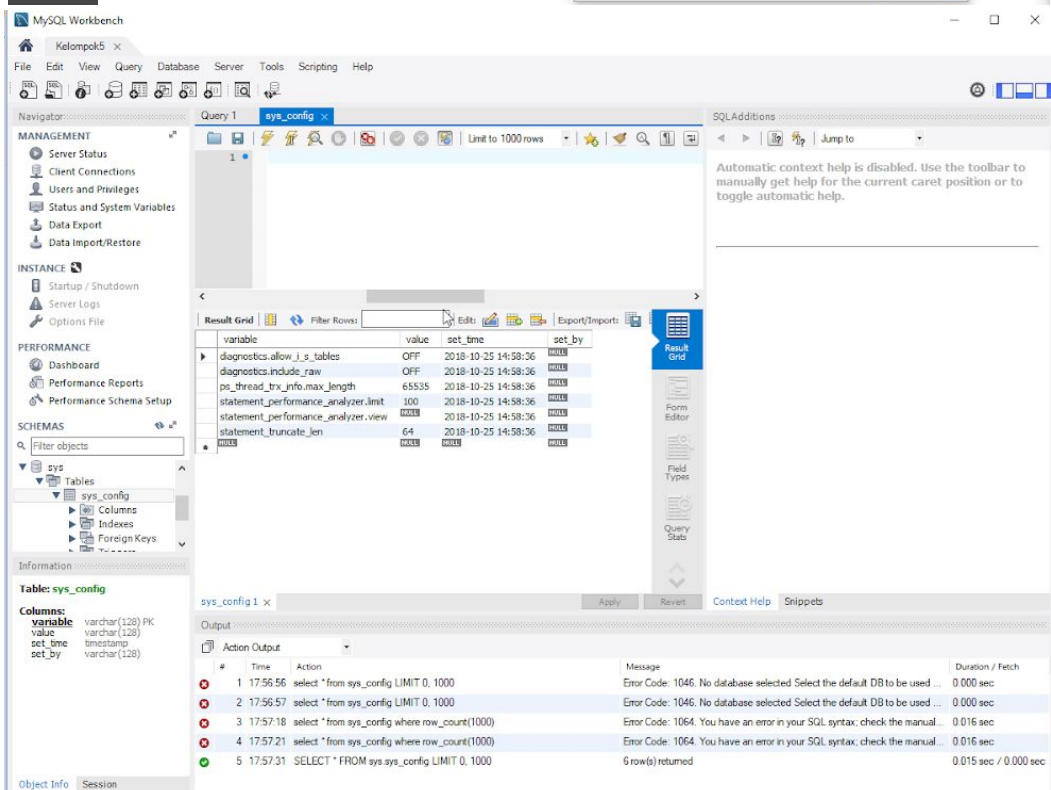 MySQL Workbench
Kelompok5
File Edit View Query Database Server Tools Scripting Help
Navigator
MANAGEMENT
Server Status
Client Connections
Users and Privileges
Status and System Variables
Data Export
Data Import/Restore
INSTANCE
Startup / Shutdown
Server Logs
Options File
PERFORMANCE
Dashboard
Performance Reports
Performance Schema Setup
SCHEMAS
Filter objects
sys
Tables
sys_config
Columns
Indexes
Foreign Keys
Triggers
Information
Table: sys_config
Columns:
variable varchar(128) PK
value varchar(128)
set_time timestamp
set_by varchar(128)
Object Info Session
Query 1 sys_config
Limit to 1000 rows
1
Result Grid Filter Rows: Edit: Export/Import:
variable value set_time set_by
diagnostics.allow_i_s_tables OFF 2018-10-25 14:58:36 NULL
diagnostics.include_raw OFF 2018-10-25 14:58:36 NULL
ps_thread_trx_info.max_length 65535 2018-10-25 14:58:36 NULL
statement_performance_analyzer.limit 100 2018-10-25 14:58:36 NULL
statement_performance_analyzer.view NULL 2018-10-25 14:58:36 NULL
statement_truncate_len 64 2018-10-25 14:58:36 NULL
NULL NULL NULL NULL
Result
Grid
Form
Editor
Field
Types
Query
Stats
sys_config 1 Apply Revert
SQLAdditions
Jump to
Automatic context help is disabled. Use the toolbar to
manually get help for the current caret position or to
toggle automatic help.
Context Help Snippets
Output
Action Output
# Time Action Message Duration / Fetch
1 17:56:56 select * from sys_config LIMIT 0, 1000 Error Code: 1046. No database selected Select the default DB to be used ... 0.000 sec
2 17:56:57 select * from sys_config LIMIT 0, 1000 Error Code: 1046. No database selected Select the default DB to be used ... 0.000 sec
3 17:57:18 select * from sys_config where row_count(1000) Error Code: 1064. You have an error in your SQL syntax; check the manual... 0.016 sec
4 17:57:21 select * from sys_config where row_count(1000) Error Code: 1064. You have an error in your SQL syntax; check the manual... 0.016 sec
5 17:57:31 SELECT * FROM sys.sys_config LIMIT 0, 1000 6 row(s) returned 0.015 sec / 0.000 sec